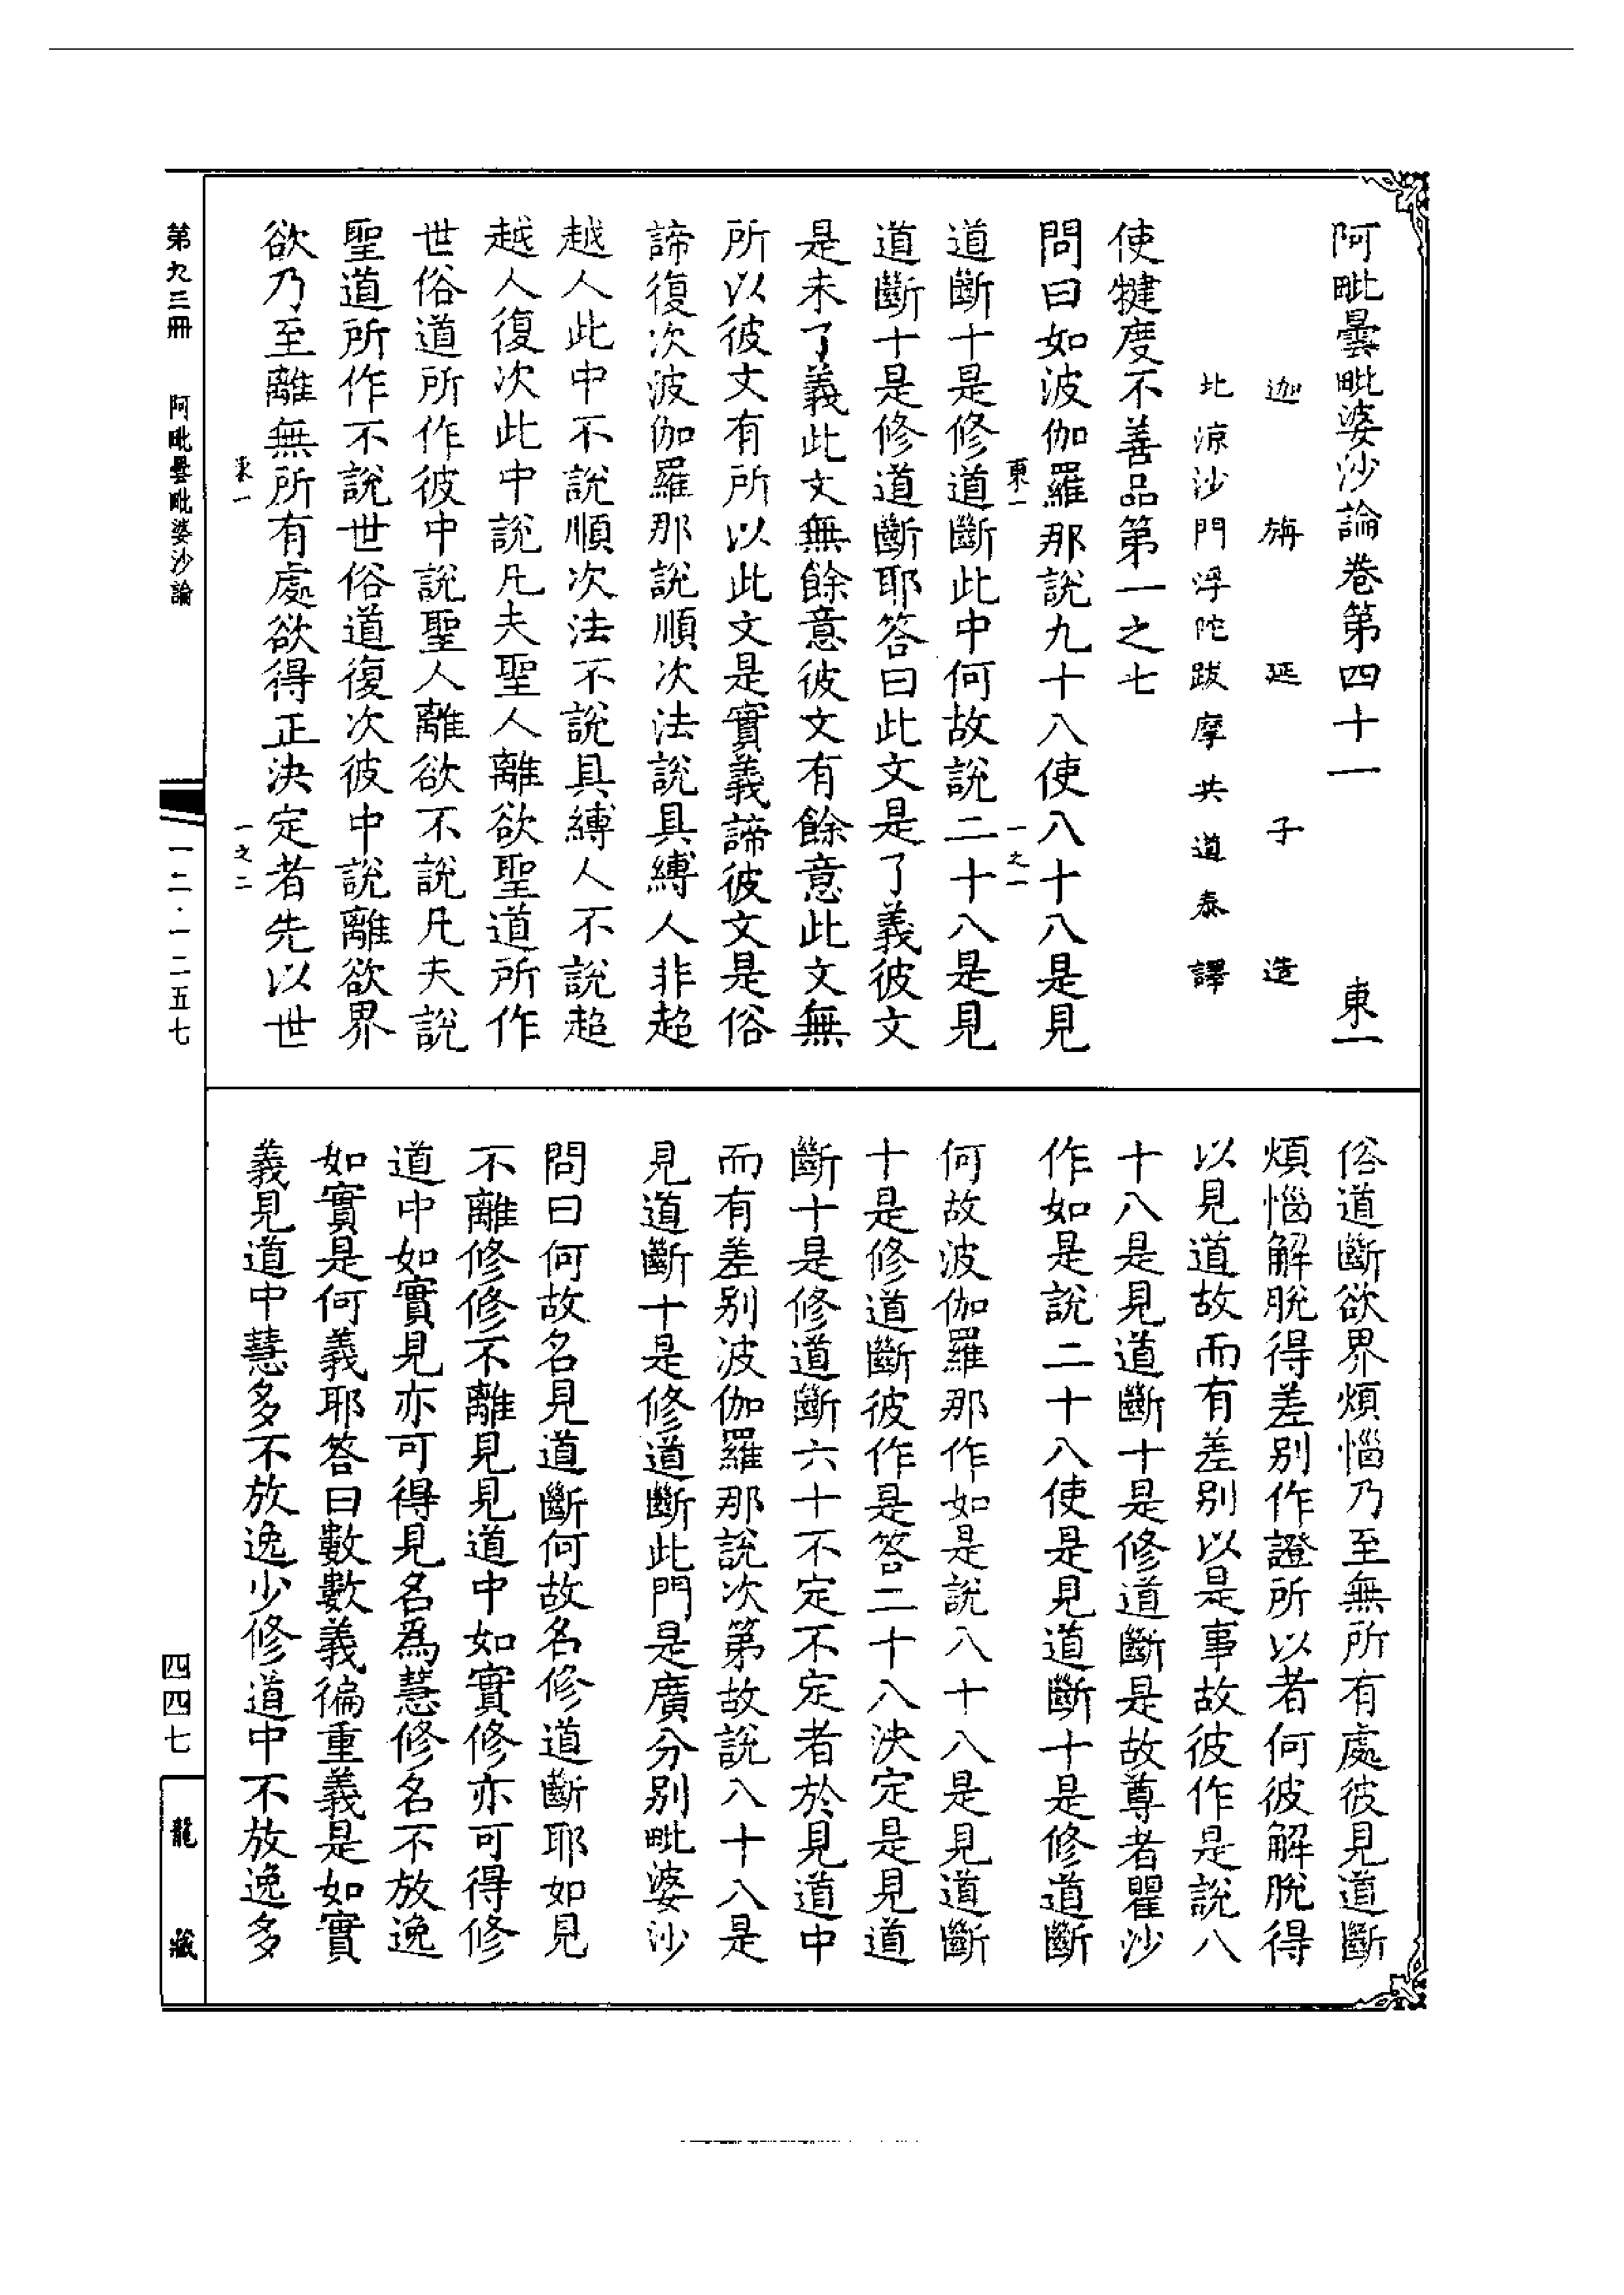 阿毗曇毗婆沙論卷第四十一 東一
迦旃延子造
北涼沙門浮陀跋摩共道泰譯
使犍度不善品第一之七
問曰如波伽羅那說九十八使八十八是見
東一 一之一
道斷十是修道斷此中何故說二十八是見
道斷十是修道斷耶答曰此文是了義彼文
是未了義此文無餘意彼文有餘意此文無
所以彼文有所以此文是實義諦彼文是俗
諦復次波伽羅那說順次法說具縛人非超
越人此中不說順次法不說具縛人不說超
越人復次此中說凡夫聖人離欲聖道所作
世俗道所作彼中說聖人離欲不說凡夫說
聖道所作不說世俗道復次彼中說離欲界
欲乃至離無所有處欲得正決定者先以世
東一 一之二
俗道斷欲界煩惱乃至無所有處彼見道斷
煩惱解脫得差別作證所以者何彼解脫得
以見道故而有差別以是事故彼作是說八
十八是見道斷十是修道斷是故尊者瞿沙
作如是說二十八使是見道斷十是修道斷
何故波伽羅那作如是說八十八是見道斷
十是修道斷彼作是答二十八決定是見道
斷十是修道斷六十不定不定者於見道中
而有差別波伽羅那說次第故說八十八是
見道斷十是修道斷此門是廣分別毗婆沙
問曰何故名見道斷何故名修道斷耶如見
不離修修不離見見道中如實修亦可得修
道中如實見亦可得見名為慧修名不放逸
如實是何義耶答曰數數義徧重義是如實
義見道中慧多不放逸少修道中不放逸多
第九三冊 阿毗曇毗婆沙論
一二·一二五七
四四七
龍藏